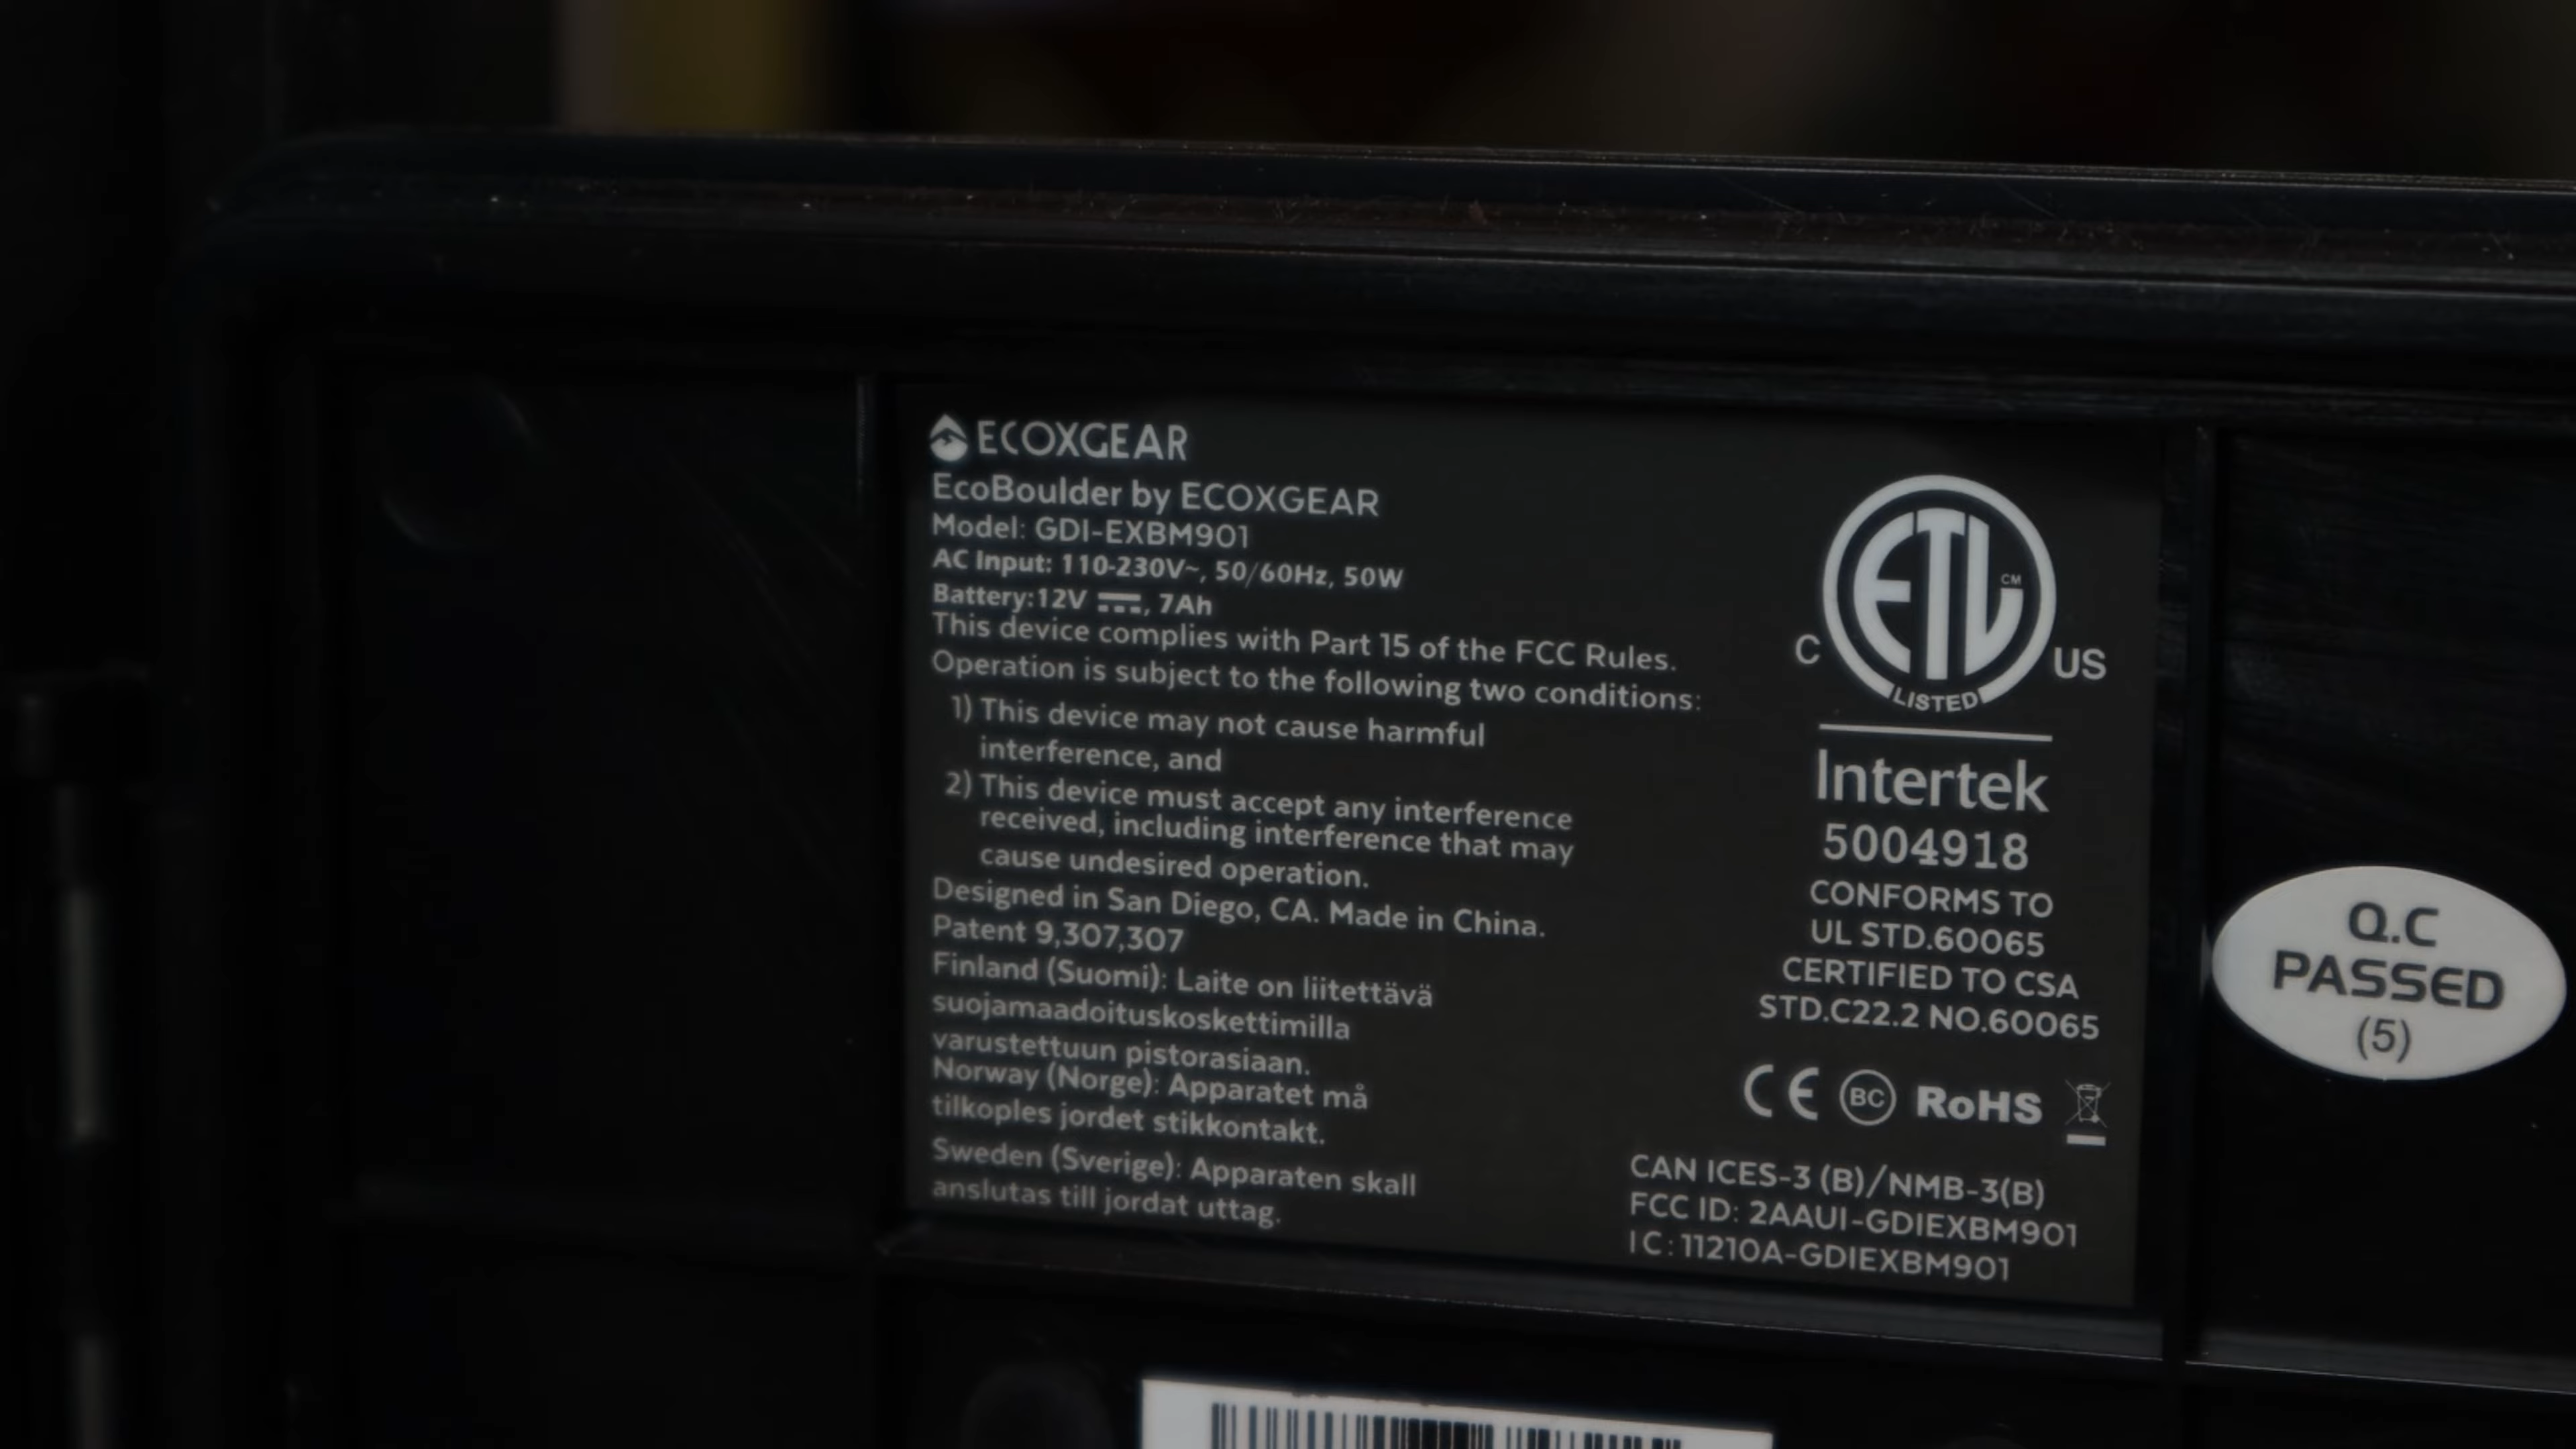 ECOXGEAR
EcoBoulder by ECOXGEAR
Model: GDI-EXBM901
AC Input: 110-230V~, 50/60Hz, 50W
Battery:12V ⎓, 7Ah
This device complies with Part 15 of the FCC Rules.
Operation is subject to the following two conditions:
1) This device may not cause harmful
interference, and
2) This device must accept any interference
received, including interference that may
cause undesired operation.
Designed in San Diego, CA. Made in China.
Patent 9,307,307
Finland (Suomi): Laite on liitettävä
suojamaadoituskoskettimilla
varustettuun pistorasiaan.
Norway (Norge): Apparatet må
tilkoples jordet stikkontakt.
Sweden (Sverige): Apparaten skall
anslutas till jordat uttag.
ETL CM
C US
LISTED
Intertek
5004918
CONFORMS TO
UL STD.60065
CERTIFIED TO CSA
STD.C22.2 NO.60065
CE BC RoHS
CAN ICES-3 (B)/NMB-3(B)
FCC ID: 2AAUI-GDIEXBM901
IC: 11210A-GDIEXBM901
Q.C
PASSED
(5)